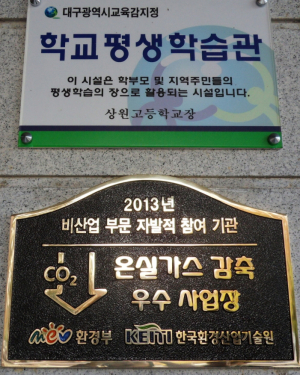 대구광역시교육감지정
학교평생학습관
이 시설은 학부모 및 지역주민들의
평생학습의 장으로 활용되는 시설입니다.
상원고등학교장
2013년
비산업 부문 자발적 참여 기관
CO2
온실가스 감축
우수 사업장
mev 환경부 KEITI 한국환경산업기술원